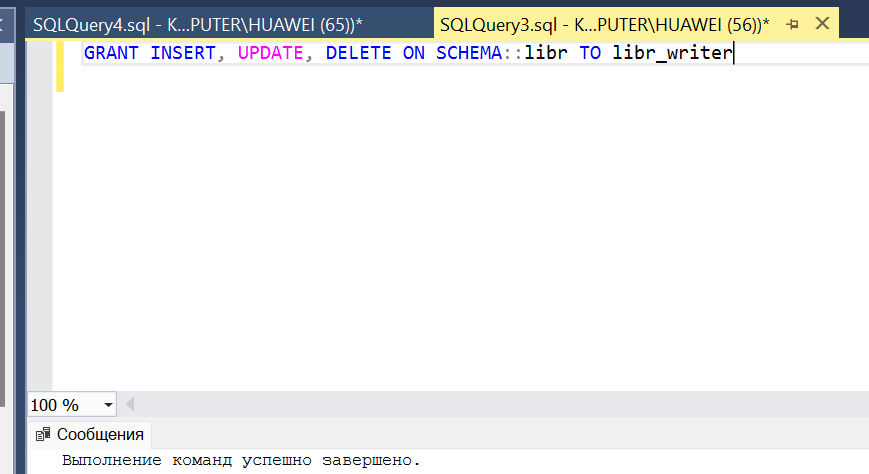 SQLQuery4.sql - K...PUTER\HUAWEI (65))*
SQLQuery3.sql - K...PUTER\HUAWEI (56))*
GRANT INSERT, UPDATE, DELETE ON SCHEMA::libr TO libr_writer
100 %
Сообщения
Выполнение команд успешно завершено.